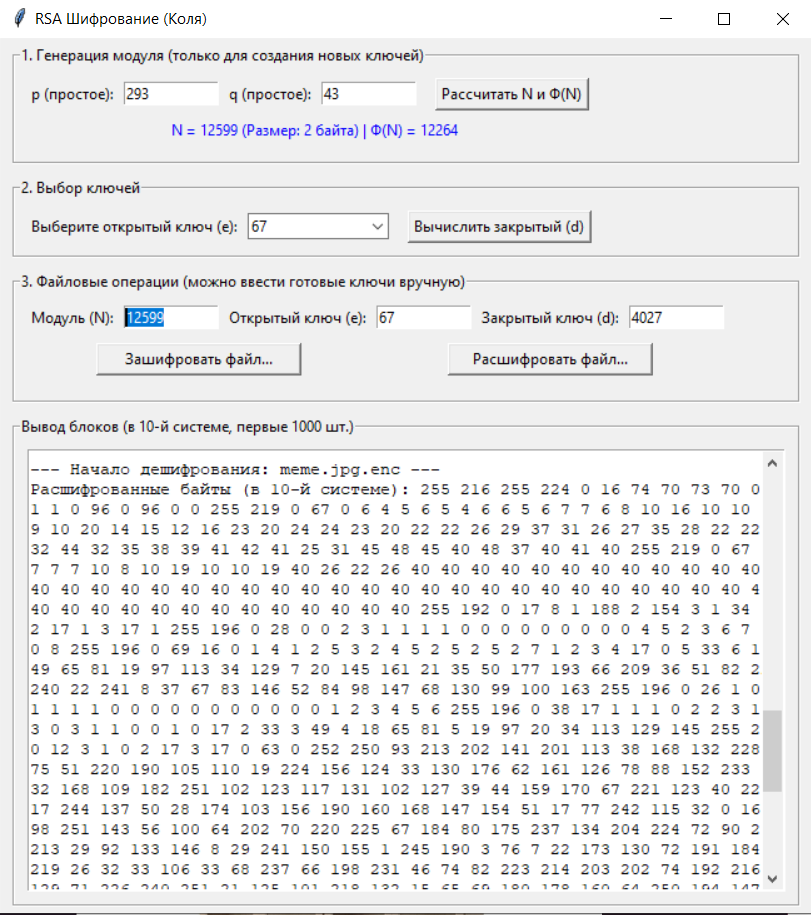 RSA Шифрование (Коля)
1. Генерация модуля (только для создания новых ключей)
p (простое): 293 q (простое): 43 Рассчитать N и Φ(N)
N = 12599 (Размер: 2 байта) | Φ(N) = 12264
2. Выбор ключей
Выберите открытый ключ (e): 67 Вычислить закрытый (d)
3. Файловые операции (можно ввести готовые ключи вручную)
Модуль (N): 12599 Открытый ключ (e): 67 Закрытый ключ (d): 4027
Зашифровать файл... Расшифровать файл...
Вывод блоков (в 10-й системе, первые 1000 шт.)
--- Начало дешифрования: meme.jpg.enc ---
Расшифрованные байты (в 10-й системе): 255 216 255 224 0 16 74 70 73 70 0
1 1 0 96 0 96 0 0 255 219 0 67 0 6 4 5 6 5 4 6 6 5 6 7 7 6 8 10 16 10 10
9 10 20 14 15 12 16 23 20 24 24 23 20 22 22 26 29 37 31 26 27 35 28 22 22
32 44 32 35 38 39 41 42 41 25 31 45 48 45 40 48 37 40 41 40 255 219 0 67
7 7 7 10 8 10 19 10 10 19 40 26 22 26 40 40 40 40 40 40 40 40 40 40 40 40
40 40 40 40 40 40 40 40 40 40 40 40 40 40 40 40 40 40 40 40 40 40 40 40 4
40 40 40 40 40 40 40 40 40 40 40 40 40 255 192 0 17 8 1 188 2 154 3 1 34
2 17 1 3 17 1 255 196 0 28 0 0 2 3 1 1 1 1 0 0 0 0 0 0 0 0 0 4 5 2 3 6 7
0 8 255 196 0 69 16 0 1 4 1 2 5 3 2 4 5 2 5 2 5 2 7 1 2 3 4 17 0 5 33 6 1
49 65 81 19 97 113 34 129 7 20 145 161 21 35 50 177 193 66 209 36 51 82 2
240 22 241 8 37 67 83 146 52 84 98 147 68 130 99 100 163 255 196 0 26 1 0
1 1 1 1 0 0 0 0 0 0 0 0 0 0 0 1 2 3 4 5 6 255 196 0 38 17 1 1 1 0 2 2 3 1
3 0 3 1 1 0 0 1 0 17 2 33 3 49 4 18 65 81 5 19 97 20 34 113 129 145 255 2
0 12 3 1 0 2 17 3 17 0 63 0 252 250 93 213 202 141 201 113 38 168 132 228
75 51 220 190 105 110 19 224 156 124 33 130 176 62 161 126 78 88 152 233
32 168 109 182 251 102 123 117 131 102 127 39 44 159 170 67 221 123 40 22
17 244 137 50 28 174 103 156 190 160 168 147 154 51 17 77 242 115 32 0 16
98 251 143 56 100 64 202 70 220 225 67 184 80 175 237 134 204 224 72 90 2
213 29 92 133 146 8 29 241 150 155 1 245 190 3 76 7 22 173 130 72 191 184
219 26 32 33 106 33 68 237 66 198 231 46 74 82 223 214 203 202 74 192 216
129 71 226 240 251 21 125 101 218 132 15 65 69 180 178 160 64 250 194 147